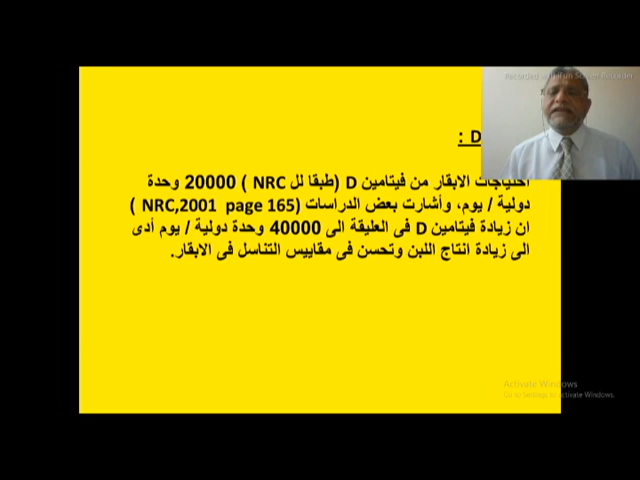 D :
احتياجات الابقار من فيتامين D (طبقا لل NRC ) 20000 وحدة
دولية / يوم، وأشارت بعض الدراسات (NRC,2001 page 165 )
ان زيادة فيتامين D فى العليقة الى 40000 وحدة دولية / يوم أدى
الى زيادة انتاج اللبن وتحسن فى مقاييس التناسل فى الابقار.
Activate Windows
Go to Settings to activate Windows.